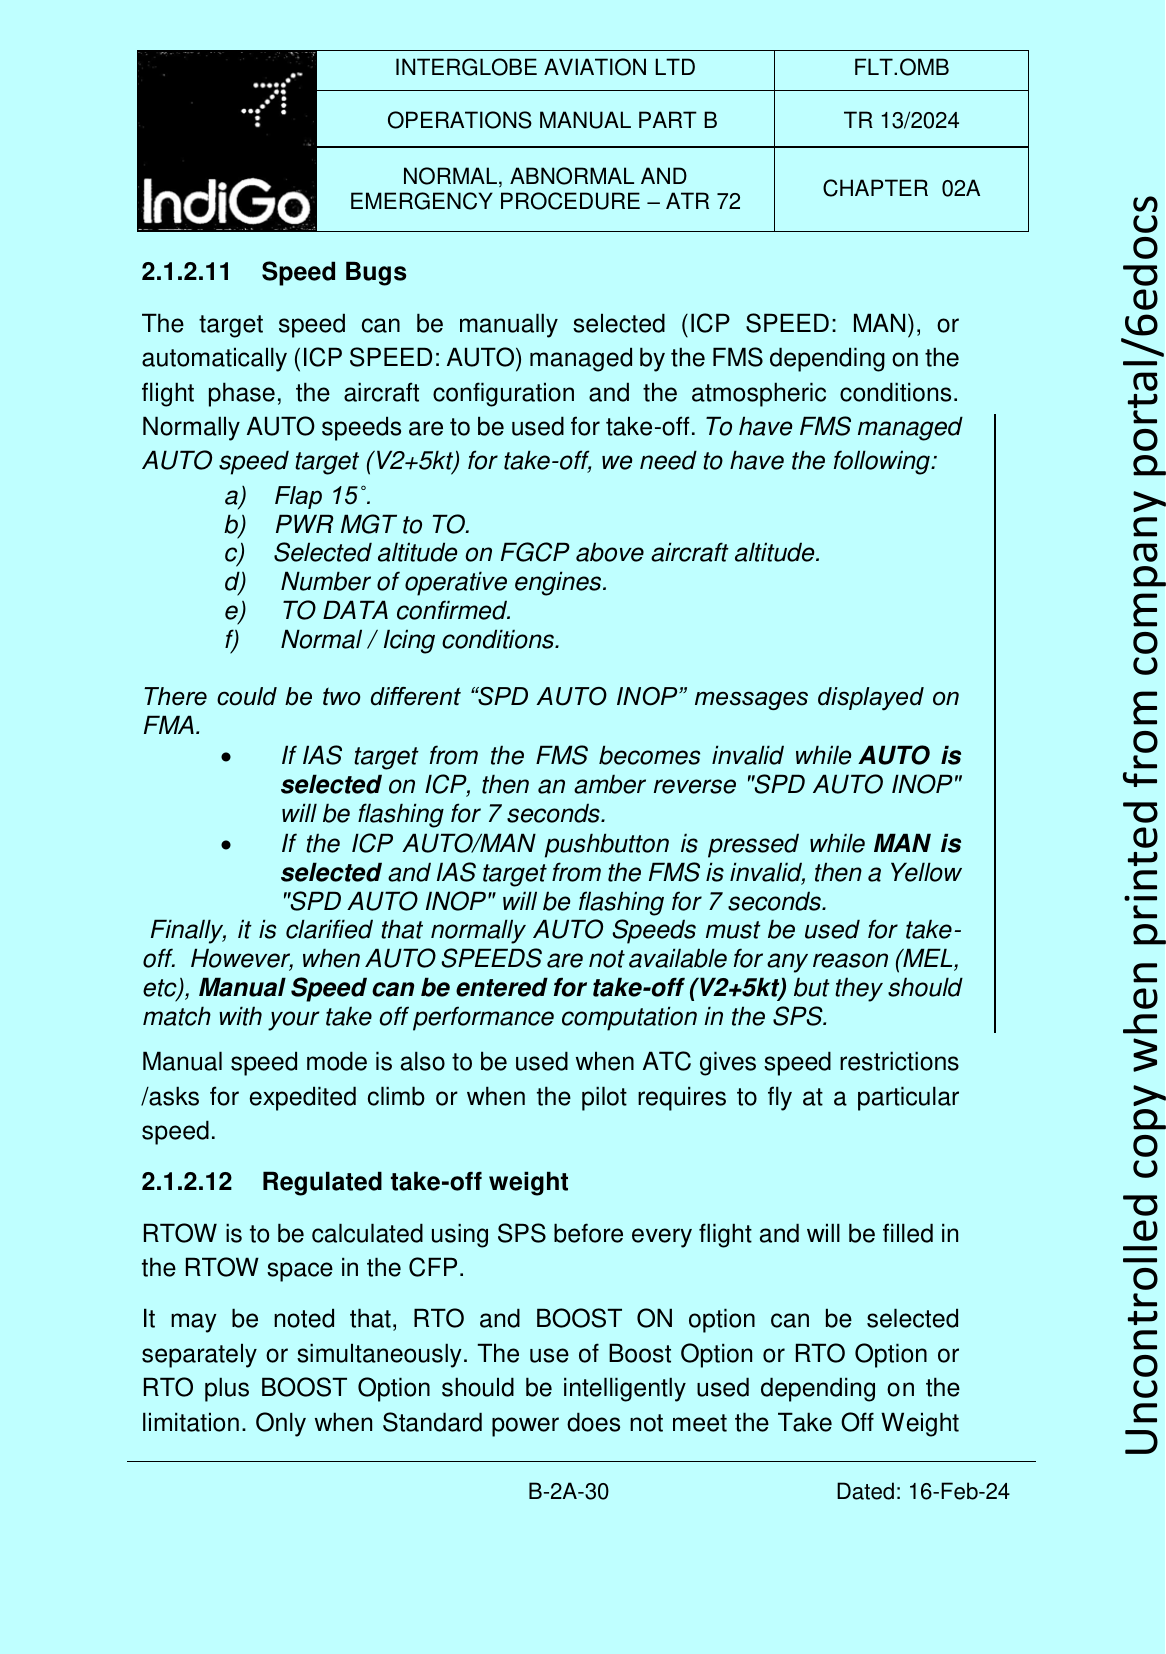 IndiGo
INTERGLOBE AVIATION LTD
FLT.OMB
OPERATIONS MANUAL PART B
TR 13/2024
NORMAL, ABNORMAL AND
EMERGENCY PROCEDURE – ATR 72
CHAPTER 02A
2.1.2.11 Speed Bugs
The target speed can be manually selected (ICP SPEED: MAN), or
automatically (ICP SPEED: AUTO) managed by the FMS depending on the
flight phase, the aircraft configuration and the atmospheric conditions.
Normally AUTO speeds are to be used for take-off. To have FMS managed
AUTO speed target (V2+5kt) for take-off, we need to have the following:
a) Flap 15˚.
b) PWR MGT to TO.
c) Selected altitude on FGCP above aircraft altitude.
d) Number of operative engines.
e) TO DATA confirmed.
f) Normal / Icing conditions.
There could be two different “SPD AUTO INOP” messages displayed on
FMA.
• If IAS target from the FMS becomes invalid while AUTO is
selected on ICP, then an amber reverse "SPD AUTO INOP"
will be flashing for 7 seconds.
• If the ICP AUTO/MAN pushbutton is pressed while MAN is
selected and IAS target from the FMS is invalid, then a Yellow
"SPD AUTO INOP" will be flashing for 7 seconds.
Finally, it is clarified that normally AUTO Speeds must be used for take-
off. However, when AUTO SPEEDS are not available for any reason (MEL,
etc), Manual Speed can be entered for take-off (V2+5kt) but they should
match with your take off performance computation in the SPS.
Manual speed mode is also to be used when ATC gives speed restrictions
/asks for expedited climb or when the pilot requires to fly at a particular
speed.
2.1.2.12 Regulated take-off weight
RTOW is to be calculated using SPS before every flight and will be filled in
the RTOW space in the CFP.
It may be noted that, RTO and BOOST ON option can be selected
separately or simultaneously. The use of Boost Option or RTO Option or
RTO plus BOOST Option should be intelligently used depending on the
limitation. Only when Standard power does not meet the Take Off Weight
B-2A-30
Dated: 16-Feb-24
Uncontrolled copy when printed from company portal/6edocs